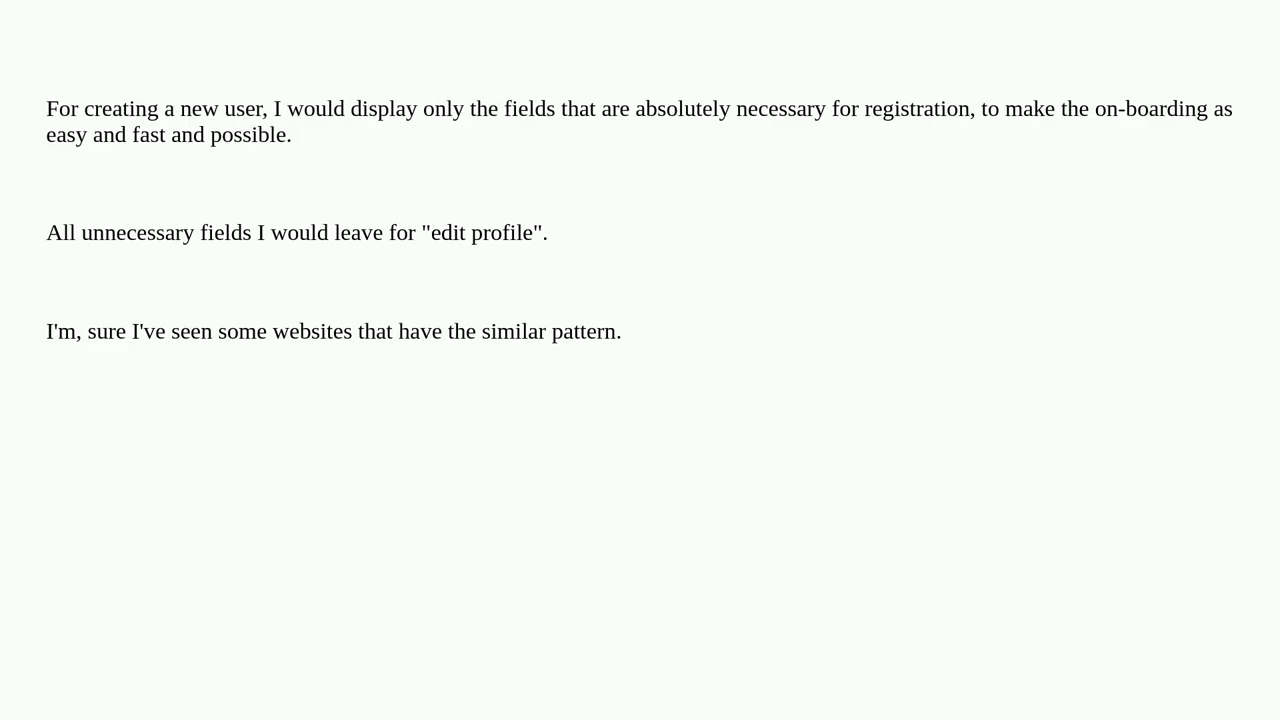 For creating a new user, I would display only the fields that are absolutely necessary for registration, to make the on-boarding as
easy and fast and possible.
All unnecessary fields I would leave for "edit profile".
I'm, sure I've seen some websites that have the similar pattern.